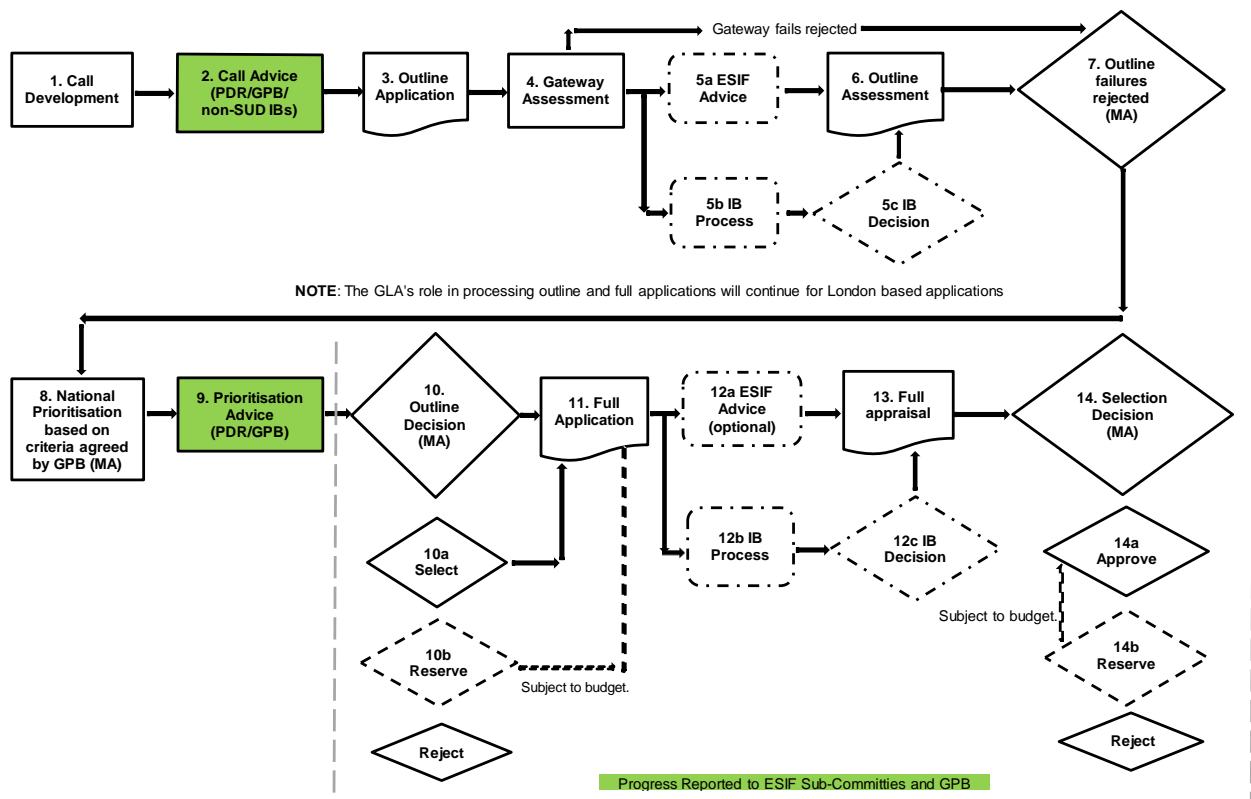 Gateway fails rejected
1. Call
Development
2. Call Advice
(PDR/GPB/
non-SUD IBs)
3. Outline
Application
4. Gateway
Assessment
5a ESIF
Advice
6. Outline
Assessment
7. Outline
failures
rejected
(MA)
5b IB
Process
5c IB
Decision
NOTE: The GLA's role in processing outline and full applications will continue for London based applications
8. National
Prioritisation
based on
criteria agreed
by GPB (MA)
9. Prioritisation
Advice
(PDR/GPB)
10.
Outline
Decision
(MA)
11. Full
Application
12a ESIF
Advice
(optional)
13. Full
appraisal
14. Selection
Decision
(MA)
10a
Select
12b IB
Process
12c IB
Decision
14a
Approve
Subject to budget.
10b
Reserve
Subject to budget.
14b
Reserve
Reject
Reject
Progress Reported to ESIF Sub-Committies and GPB